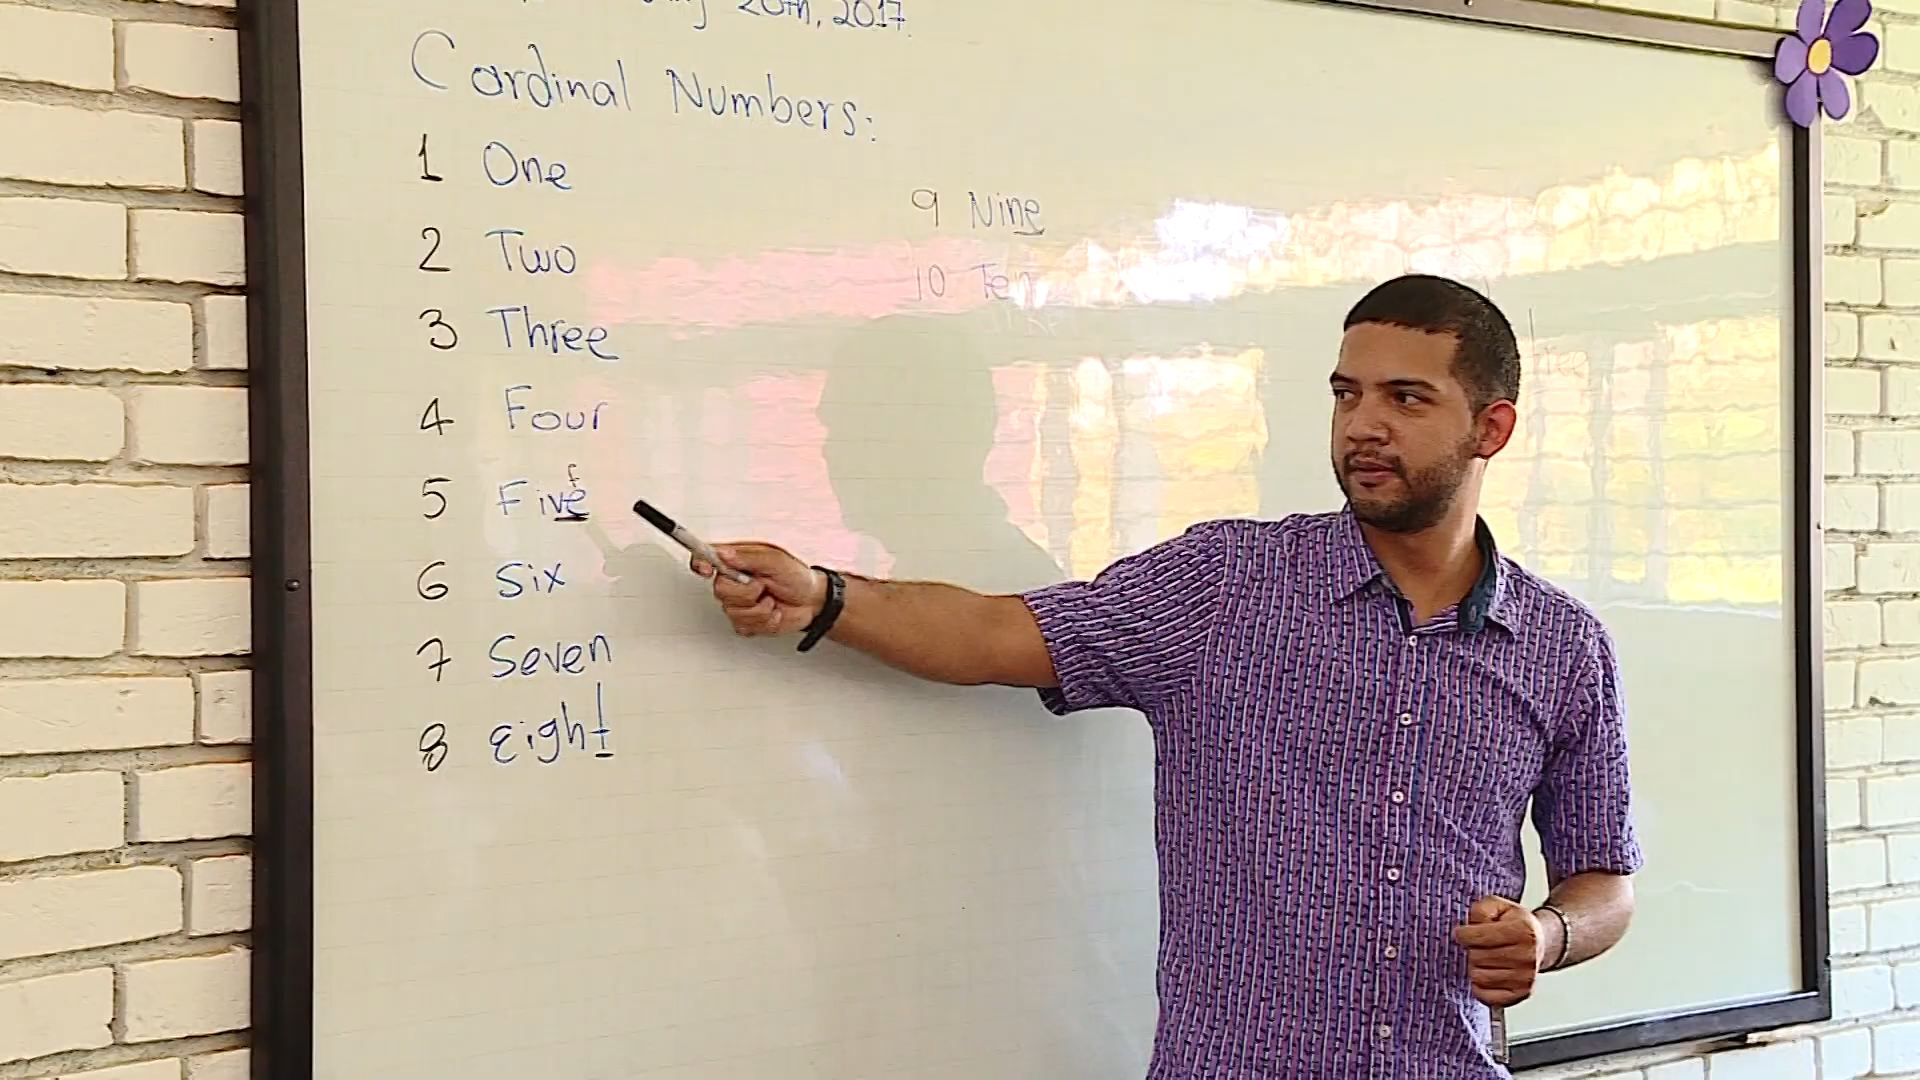 20th, 2017.
Cardinal Numbers:
1 One
2 Two
3 Three
4 Four
f
5 Five
6 Six
7 Seven
8 Eight
9 Nine
10 Ten